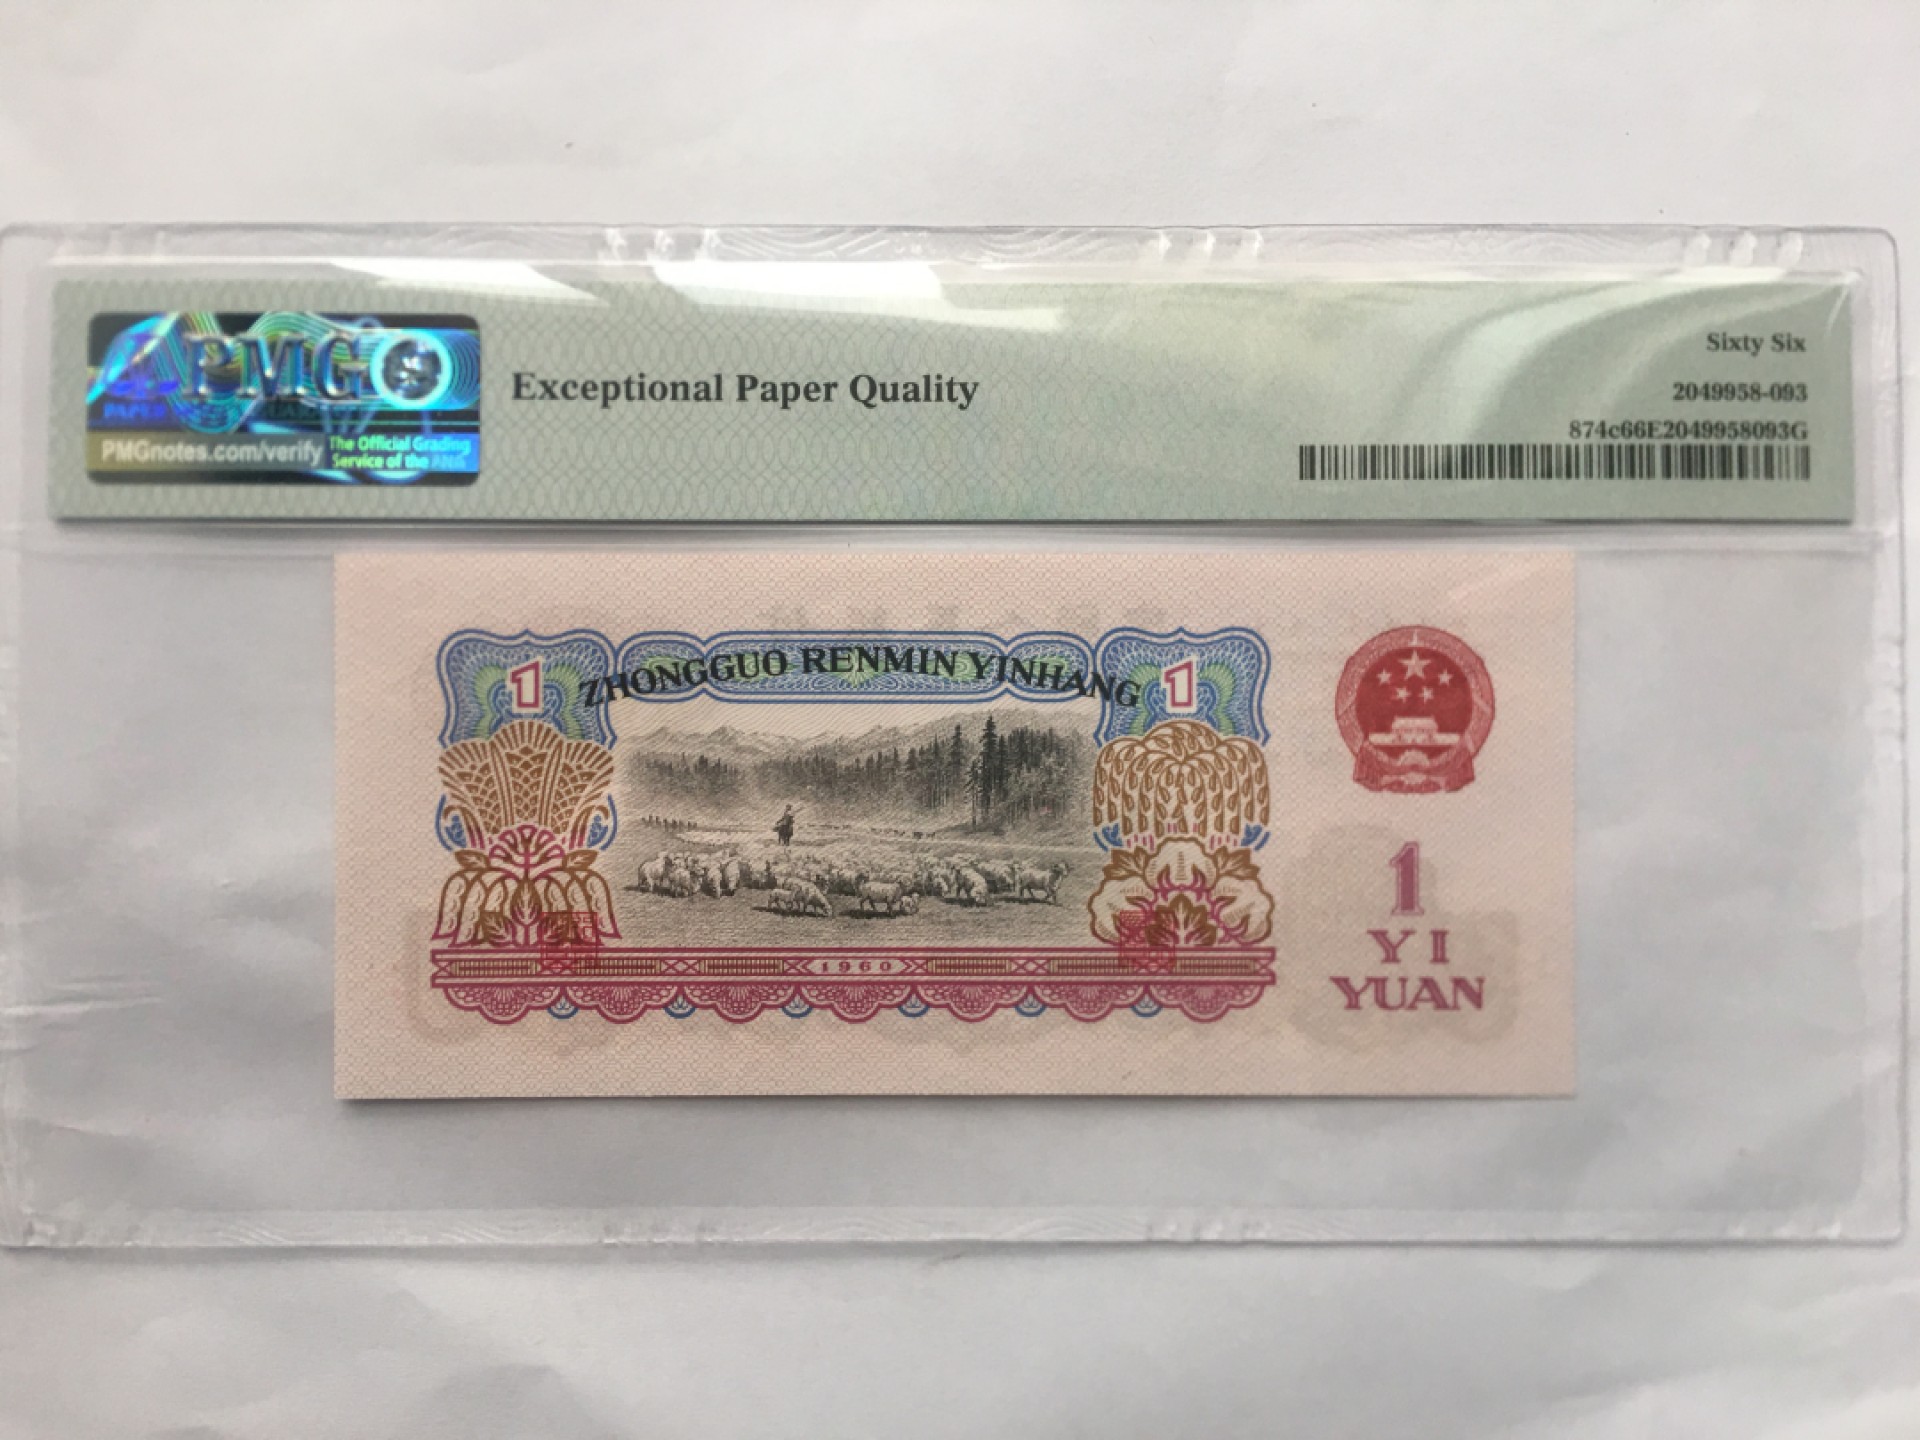 PMG
PMGnotes.com/verify
The Official Grading
Service of the ANA
Exceptional Paper Quality
Sixty Six
2049958-093
874c66E2049958093G
1
ZHONGGUO RENMIN YINHANG
1
1960
1
YI
YUAN